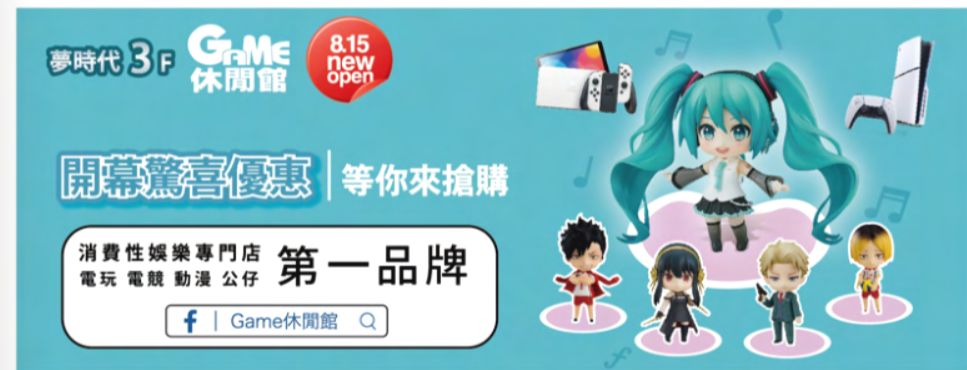 夢時代 3F
GAME
休閒館
8.15
new
open
開幕驚喜優惠
等你來搶購
消費性娛樂專門店
電玩 電競 動漫 公仔
第一品牌
f | Game休閒館